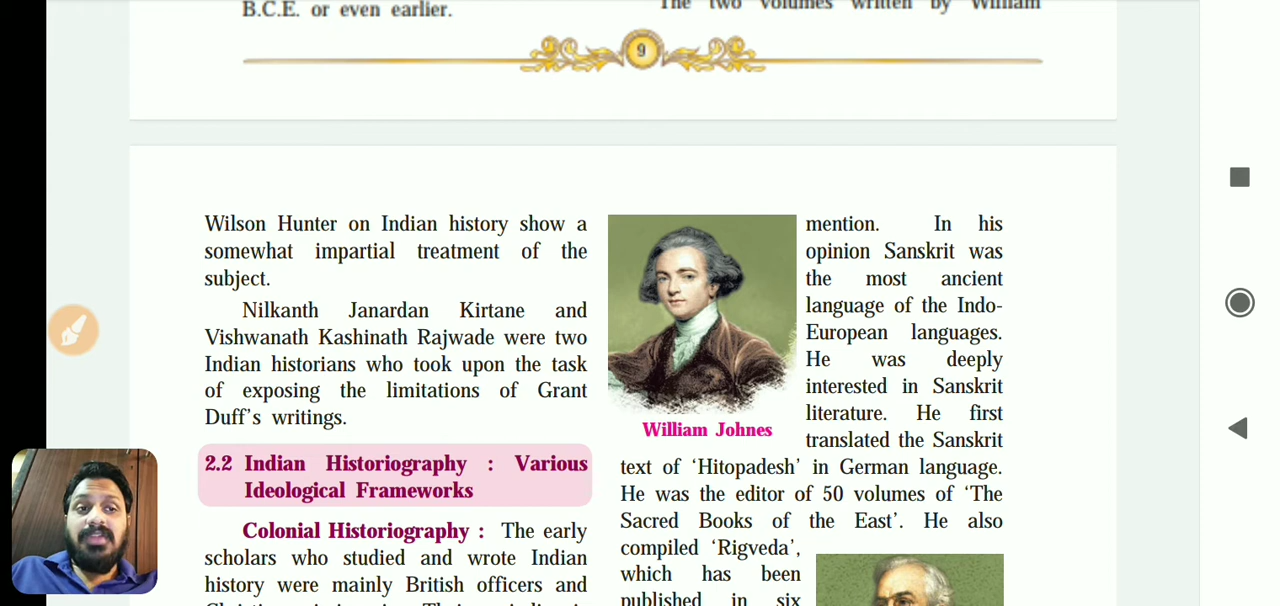 B.C.E. or even earlier.
The two volumes written by William
9
Wilson Hunter on Indian history show a
somewhat impartial treatment of the
subject.
Nilkanth Janardan Kirtane and
Vishwanath Kashinath Rajwade were two
Indian historians who took upon the task
of exposing the limitations of Grant
Duff's writings.
2.2 Indian Historiography : Various
Ideological Frameworks
Colonial Historiography : The early
scholars who studied and wrote Indian
history were mainly British officers and
William Johnes
mention. In his
opinion Sanskrit was
the most ancient
language of the Indo-
European languages.
He was deeply
interested in Sanskrit
literature. He first
translated the Sanskrit
text of 'Hitopadesh' in German language.
He was the editor of 50 volumes of 'The
Sacred Books of the East'. He also
compiled 'Rigveda',
which has been
published in six